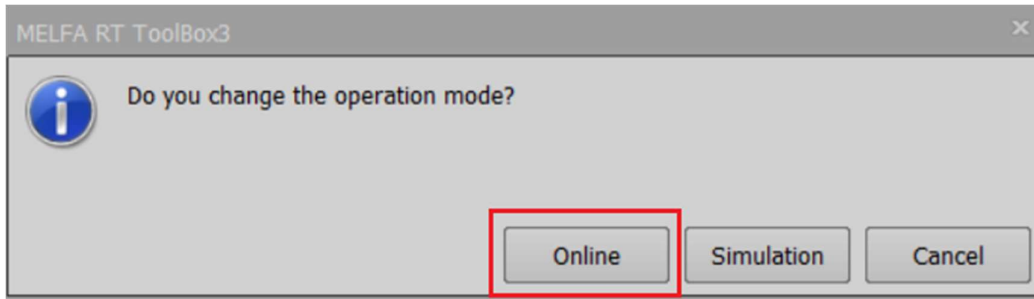 MELFA RT ToolBox3
Do you change the operation mode?
Online Simulation Cancel